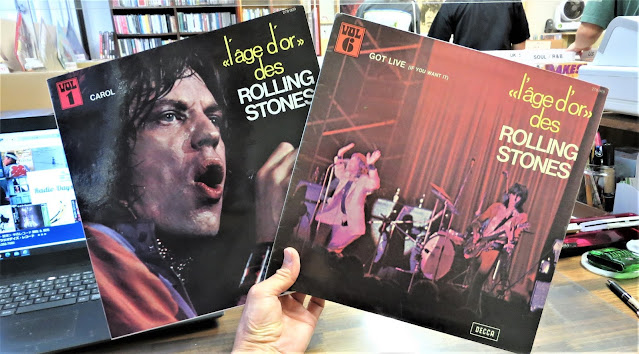 VOL
1
CAROL
«l'âge d'or»
des
ROLLING
STONES
VOL
6
GOT LIVE (IF YOU WANT IT)
«l'âge d'or»
des
ROLLING
STONES
DECCA
SOUL / R&B